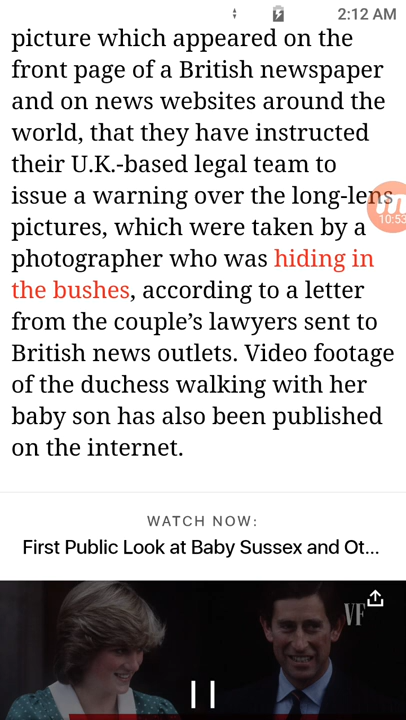 2:12 AM
picture which appeared on the
front page of a British newspaper
and on news websites around the
world, that they have instructed
their U.K.-based legal team to
issue a warning over the long-lens
10:53
pictures, which were taken by a
photographer who was hiding in
the bushes, according to a letter
from the couple’s lawyers sent to
British news outlets. Video footage
of the duchess walking with her
baby son has also been published
on the internet.
WATCH NOW:
First Public Look at Baby Sussex and Ot...
VF